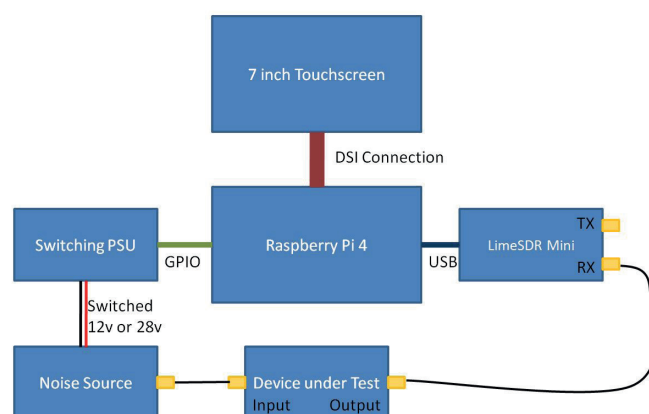 7 inch Touchscreen
DSI Connection
Switching PSU
GPIO
Raspberry Pi 4
USB
LimeSDR Mini
TX
RX
Switched
12v or 28v
Noise Source
Device under Test
Input
Output